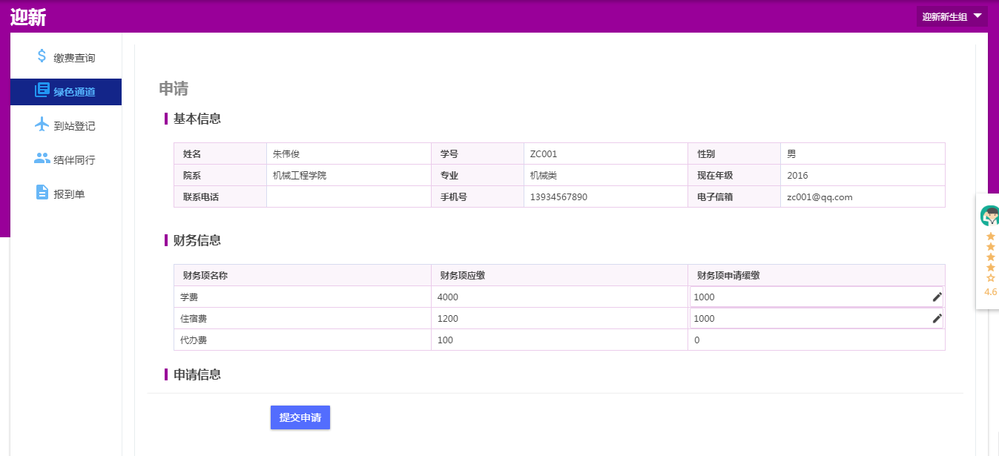 迎新
迎新新生组
缴费查询
绿色通道
到站登记
结伴同行
报到单
申请
基本信息
姓名 朱伟俊 学号 ZC001 性别 男
院系 机械工程学院 专业 机械类 现在年级 2016
联系电话 手机号 13934567890 电子信箱 zc001@qq.com
财务信息
财务项名称 财务项应缴 财务项申请缓缴
学费 4000 1000
住宿费 1200 1000
代办费 100 0
申请信息
提交申请
4.6